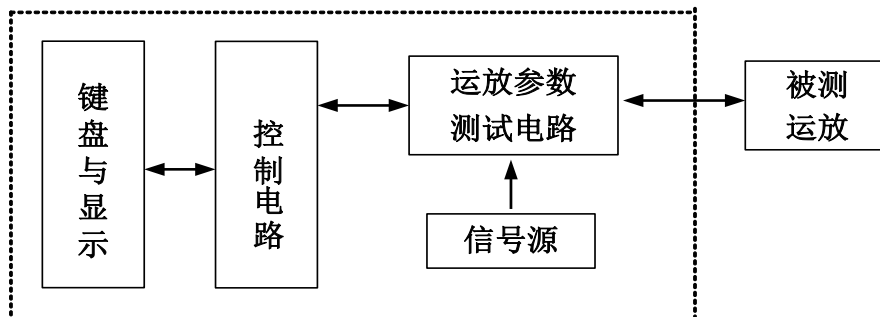 键盘与显示
控制电路
运放参数
测试电路
信号源
被测
运放